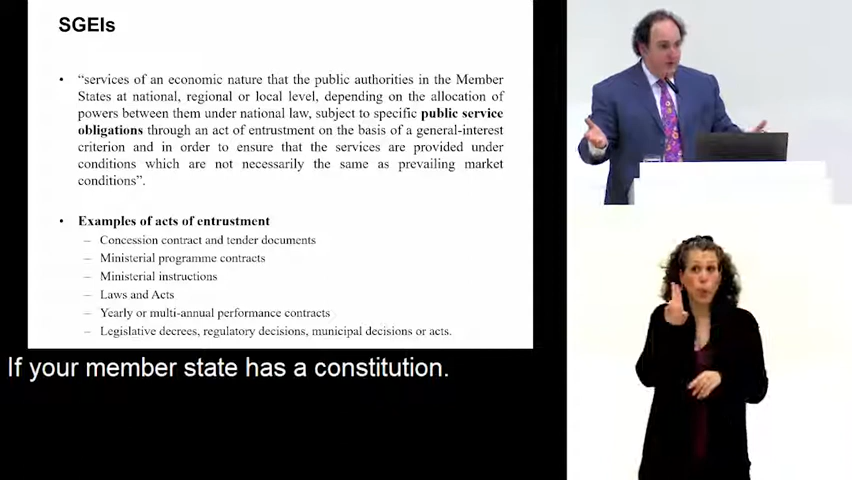 SGEIs
• “services of an economic nature that the public authorities in the Member
States at national, regional or local level, depending on the allocation of
powers between them under national law, subject to specific public service
obligations through an act of entrustment on the basis of a general-interest
criterion and in order to ensure that the services are provided under
conditions which are not necessarily the same as prevailing market
conditions”.
• Examples of acts of entrustment
– Concession contract and tender documents
– Ministerial programme contracts
– Ministerial instructions
– Laws and Acts
– Yearly or multi-annual performance contracts
– Legislative decrees, regulatory decisions, municipal decisions or acts.
If your member state has a constitution.